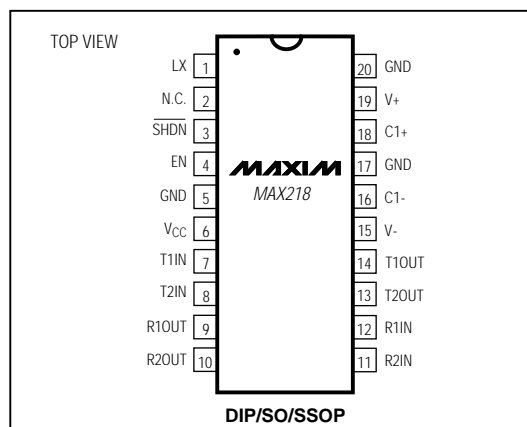 TOP VIEW
LX 1
N.C. 2
SHDN 3
EN 4
GND 5
VCC 6
T1IN 7
T2IN 8
R1OUT 9
R2OUT 10
MAXIM
MAX218
20 GND
19 V+
18 C1+
17 GND
16 C1-
15 V-
14 T1OUT
13 T2OUT
12 R1IN
11 R2IN
DIP/SO/SSOP